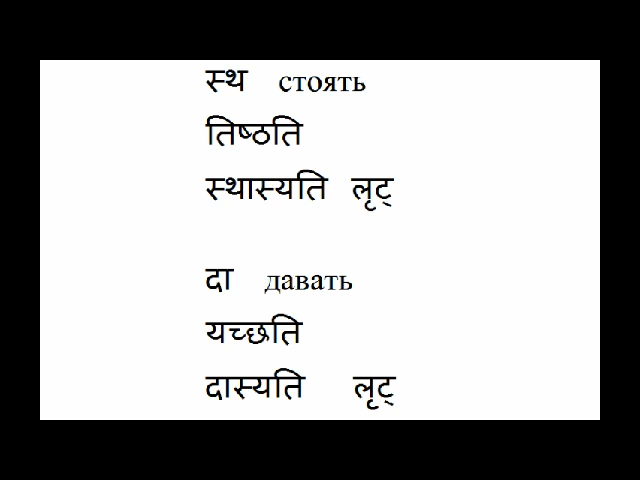 स्थ стоять
तिष्ठति
स्थास्यति लृट्
दा давать
यच्छति
दास्यति लृट्